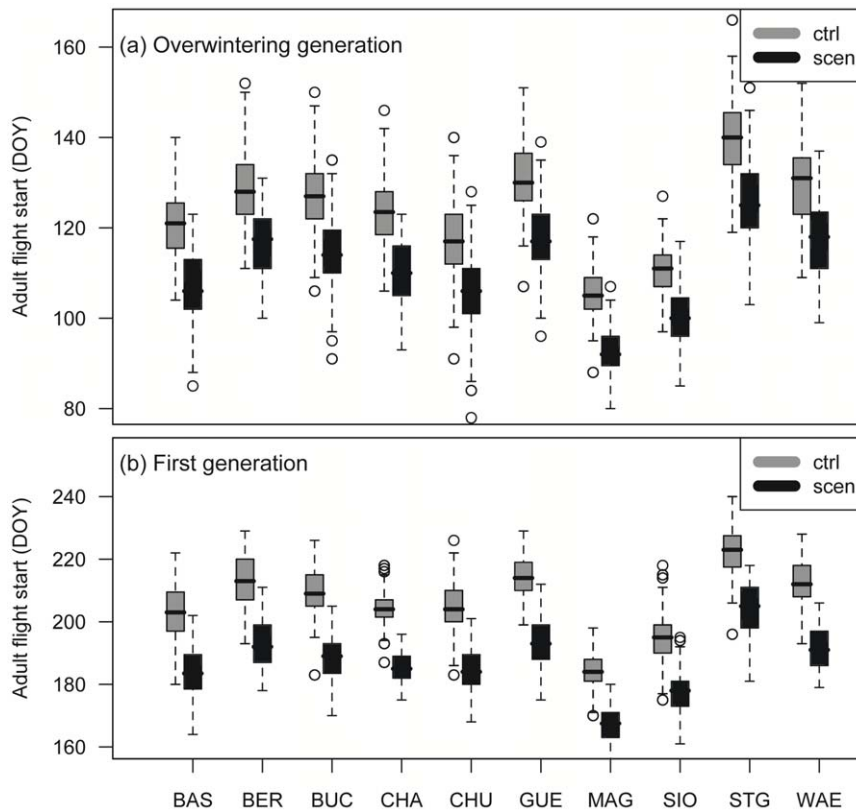 (a) Overwintering generation
ctrl
scen
Adult flight start (DOY)
160
140
120
100
80
(b) First generation
ctrl
scen
Adult flight start (DOY)
240
220
200
180
160
BAS BER BUC CHA CHU GUE MAG SIO STG WAE